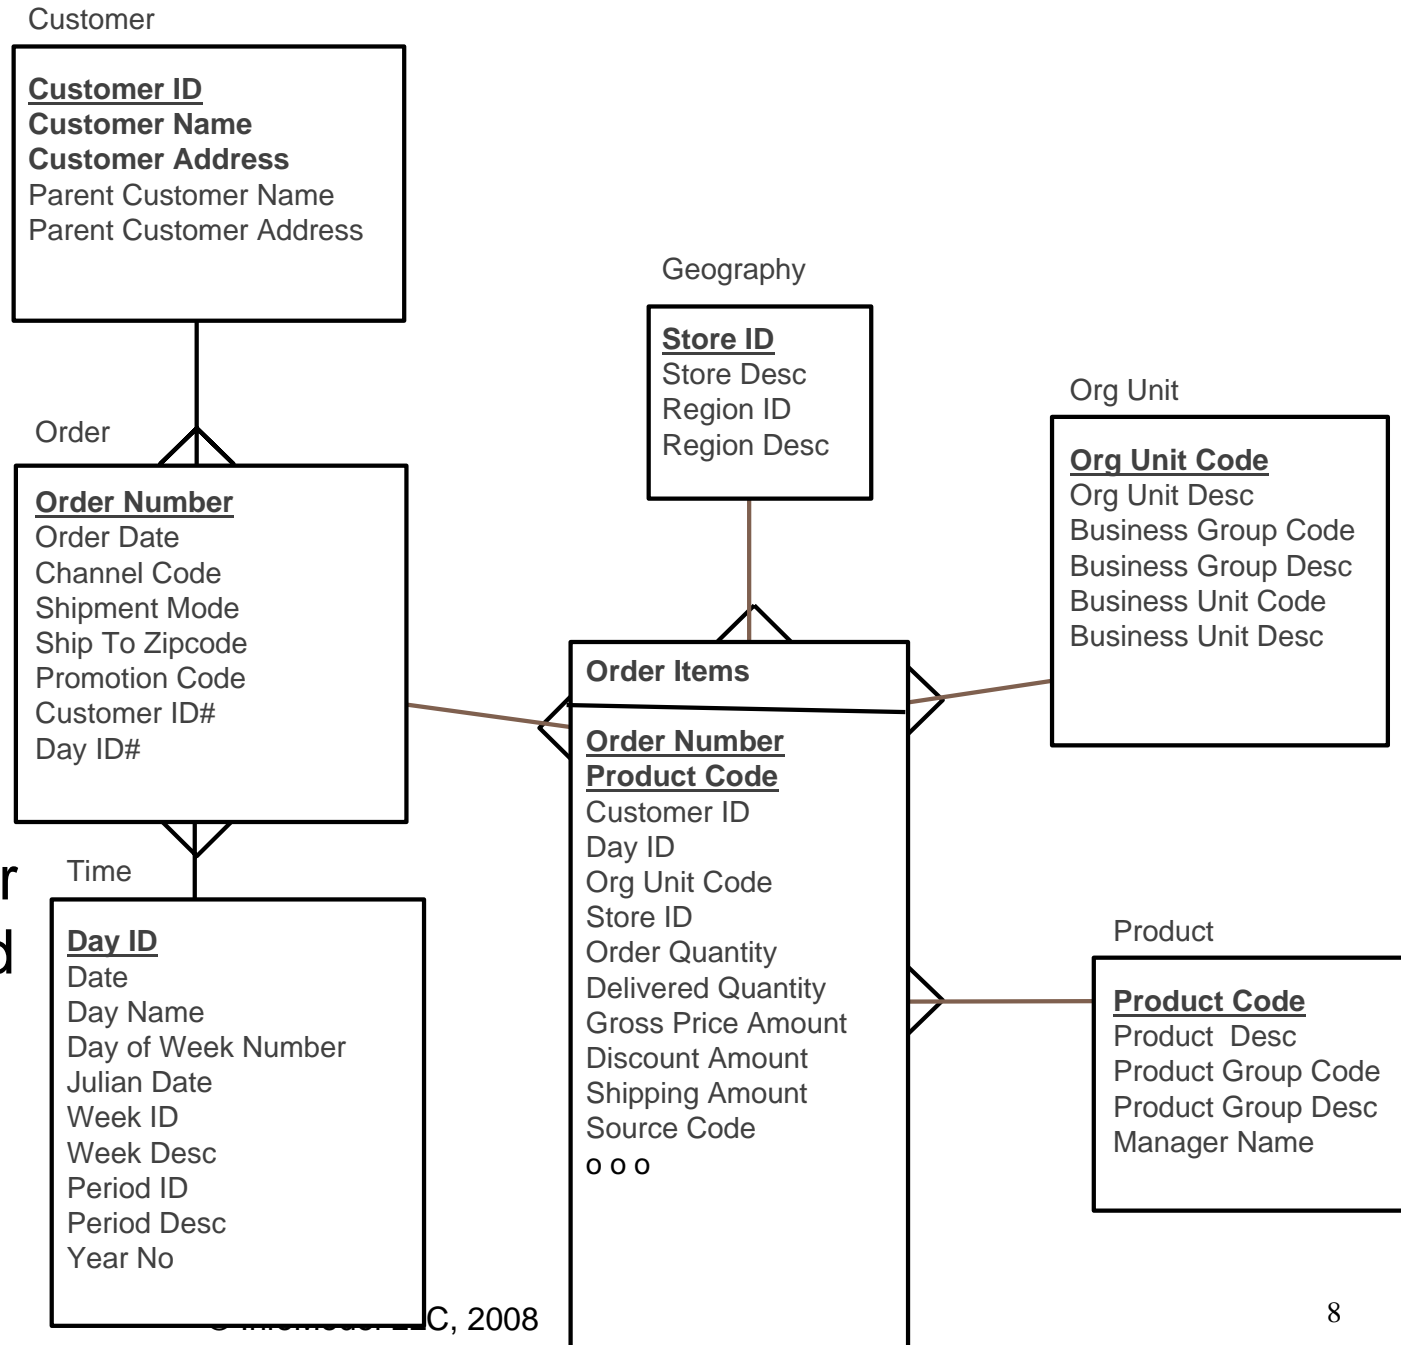 Customer
Customer ID
Customer Name
Customer Address
Parent Customer Name
Parent Customer Address
Geography
Store ID
Store Desc
Region ID
Region Desc
Org Unit
Org Unit Code
Org Unit Desc
Business Group Code
Business Group Desc
Business Unit Code
Business Unit Desc
Order
Order Number
Order Date
Channel Code
Shipment Mode
Ship To Zipcode
Promotion Code
Customer ID#
Day ID#
Order Items
Order Number
Product Code
Customer ID
Day ID
Org Unit Code
Store ID
Order Quantity
Delivered Quantity
Gross Price Amount
Discount Amount
Shipping Amount
Source Code
o o o
r
d
Time
Day ID
Date
Day Name
Day of Week Number
Julian Date
Week ID
Week Desc
Period ID
Period Desc
Year No
Product
Product Code
Product  Desc
Product Group Code
Product Group Desc
Manager Name
C, 2008
8